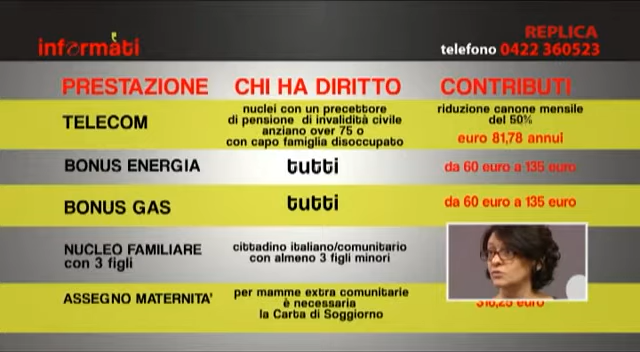 informati
REPLICA
telefono 0422 360523
PRESTAZIONE CHI HA DIRITTO CONTRIBUTI
TELECOM
nuclei con un precettore
di pensione di invalidità civile
anziano over 75 o
con capo famiglia disoccupato
riduzione canone mensile
del 50%
euro 81,78 annui
BONUS ENERGIA
tutti
da 60 euro a 135 euro
BONUS GAS
tutti
da 60 euro a 135 euro
NUCLEO FAMILIARE
con 3 figli
cittadino italiano/comunitario
con almeno 3 figli minori
ASSEGNO MATERNITA'
per mamme extra comunitarie
è necessaria
la Carta di Soggiorno
316,25 euro